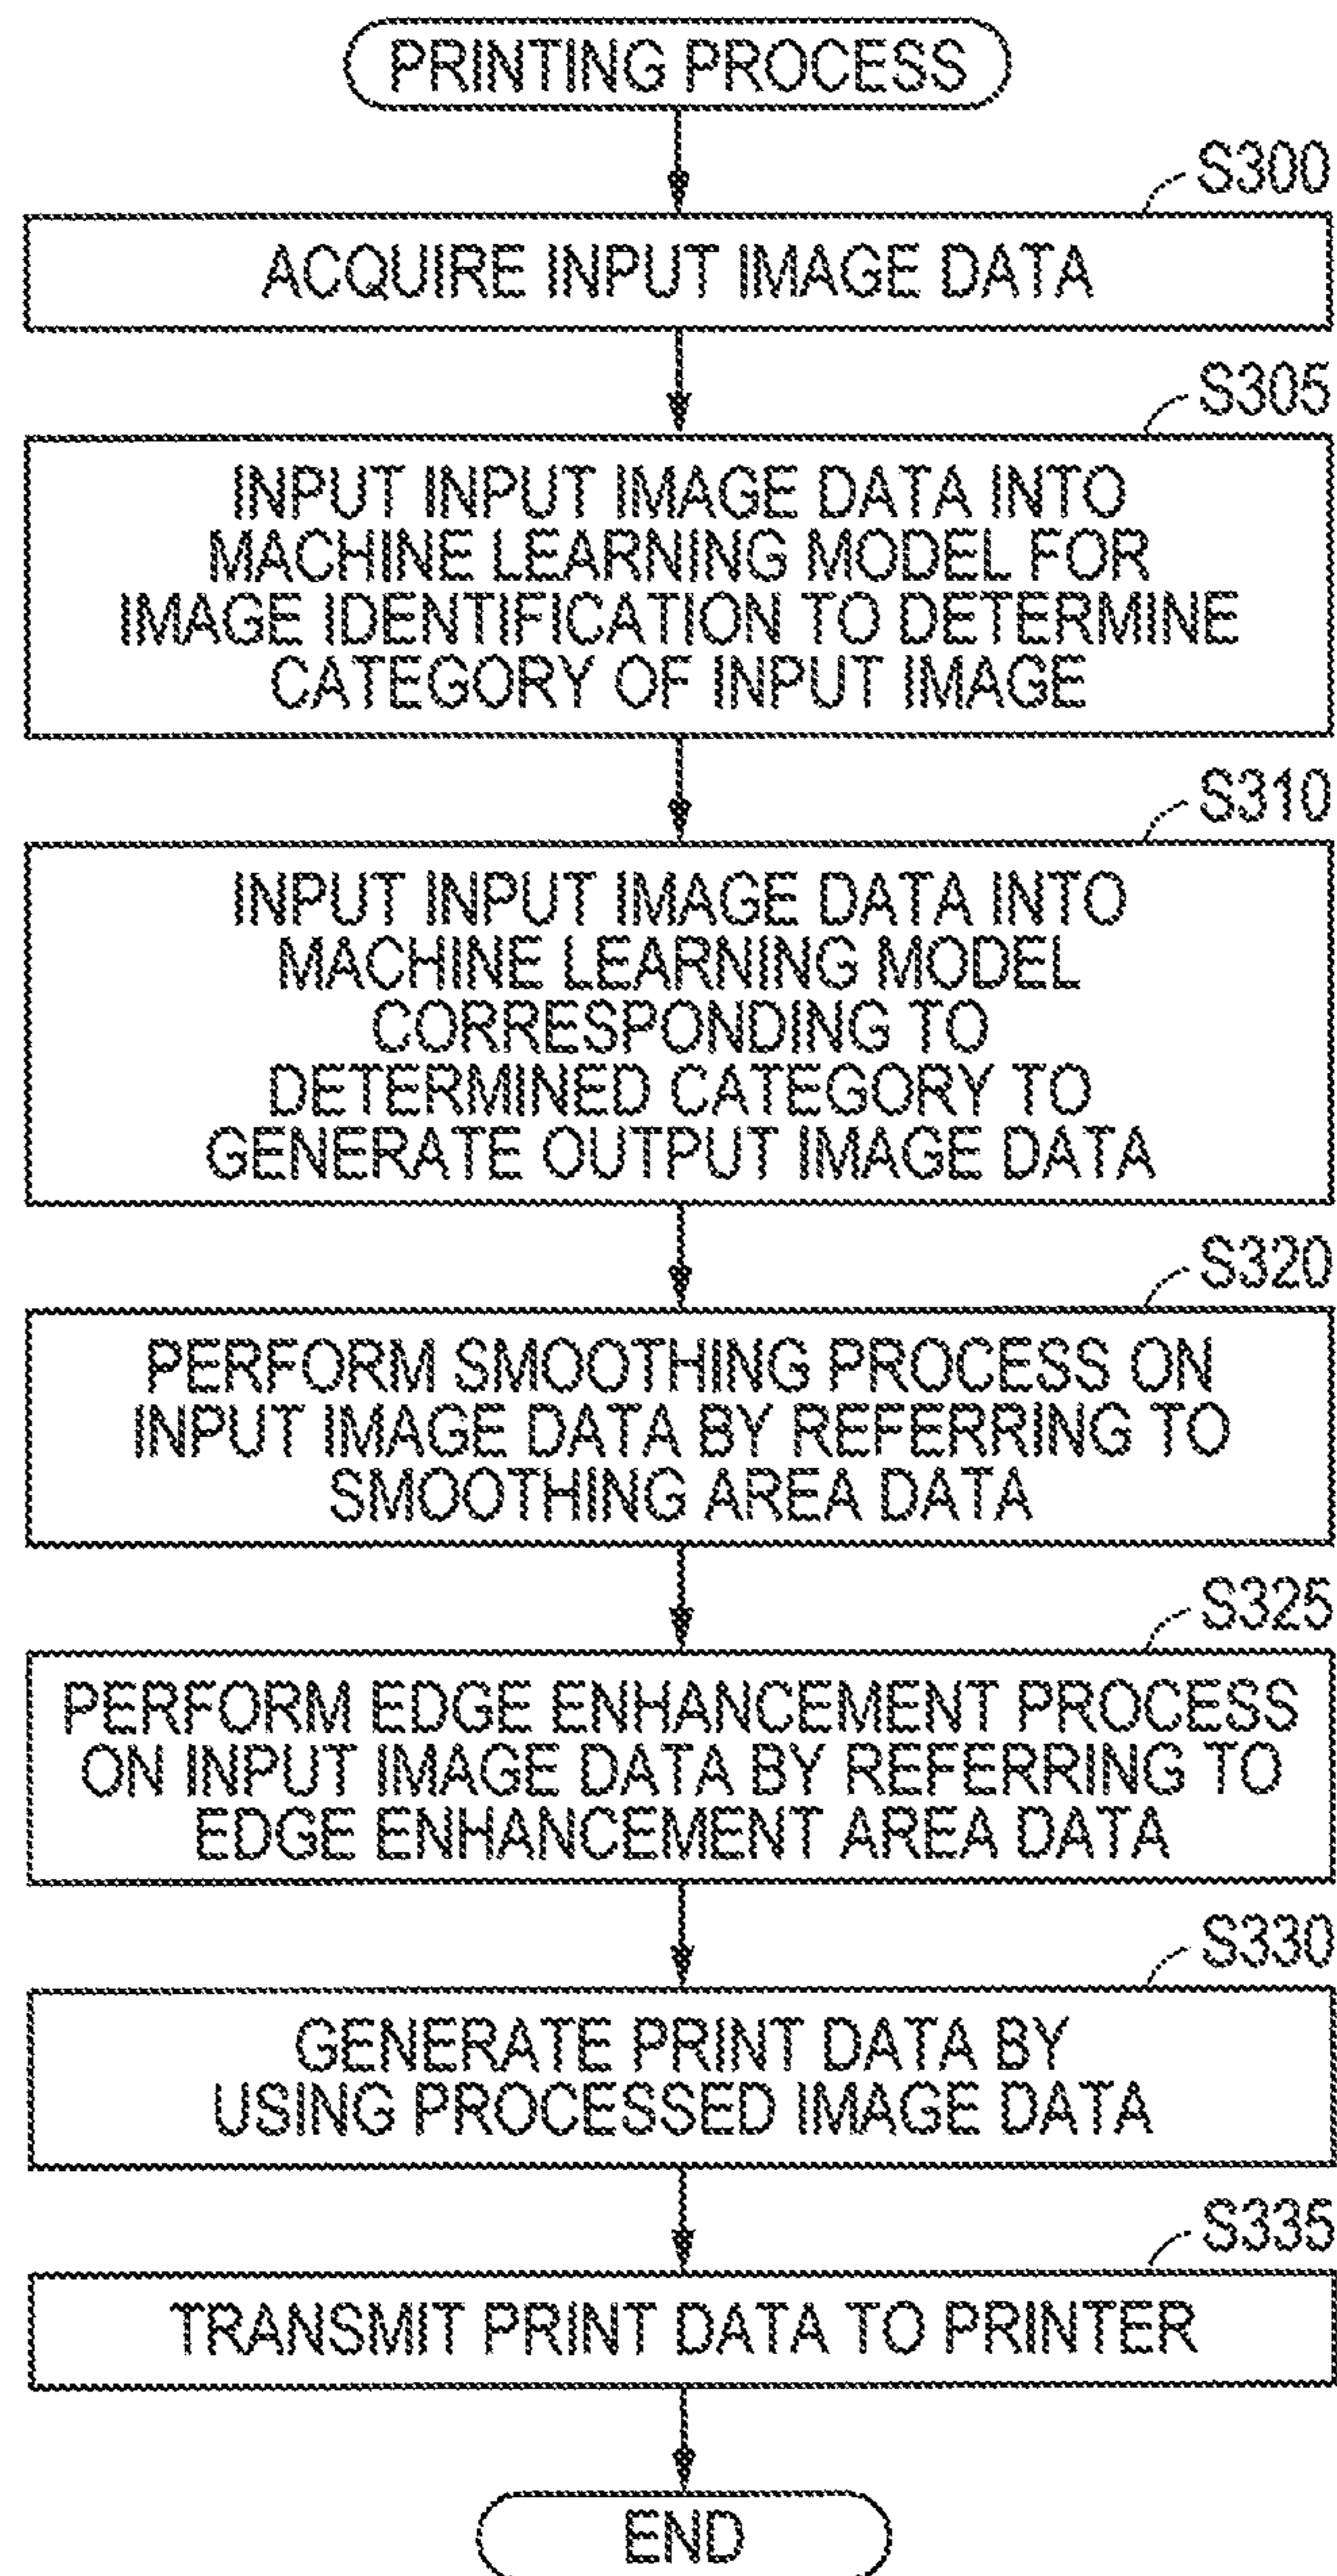 PRINTING PROCESS
S300
ACQUIRE INPUT IMAGE DATA
S305
INPUT INPUT IMAGE DATA INTO
MACHINE LEARNING MODEL FOR
IMAGE IDENTIFICATION TO DETERMINE
CATEGORY OF INPUT IMAGE
S310
INPUT INPUT IMAGE DATA INTO
MACHINE LEARNING MODEL
CORRESPONDING TO
DETERMINED CATEGORY TO
GENERATE OUTPUT IMAGE DATA
S320
PERFORM SMOOTHING PROCESS ON
INPUT IMAGE DATA BY REFERRING TO
SMOOTHING AREA DATA
S325
PERFORM EDGE ENHANCEMENT PROCESS
ON INPUT IMAGE DATA BY REFERRING TO
EDGE ENHANCEMENT AREA DATA
S330
GENERATE PRINT DATA BY
USING PROCESSED IMAGE DATA
S335
TRANSMIT PRINT DATA TO PRINTER
END